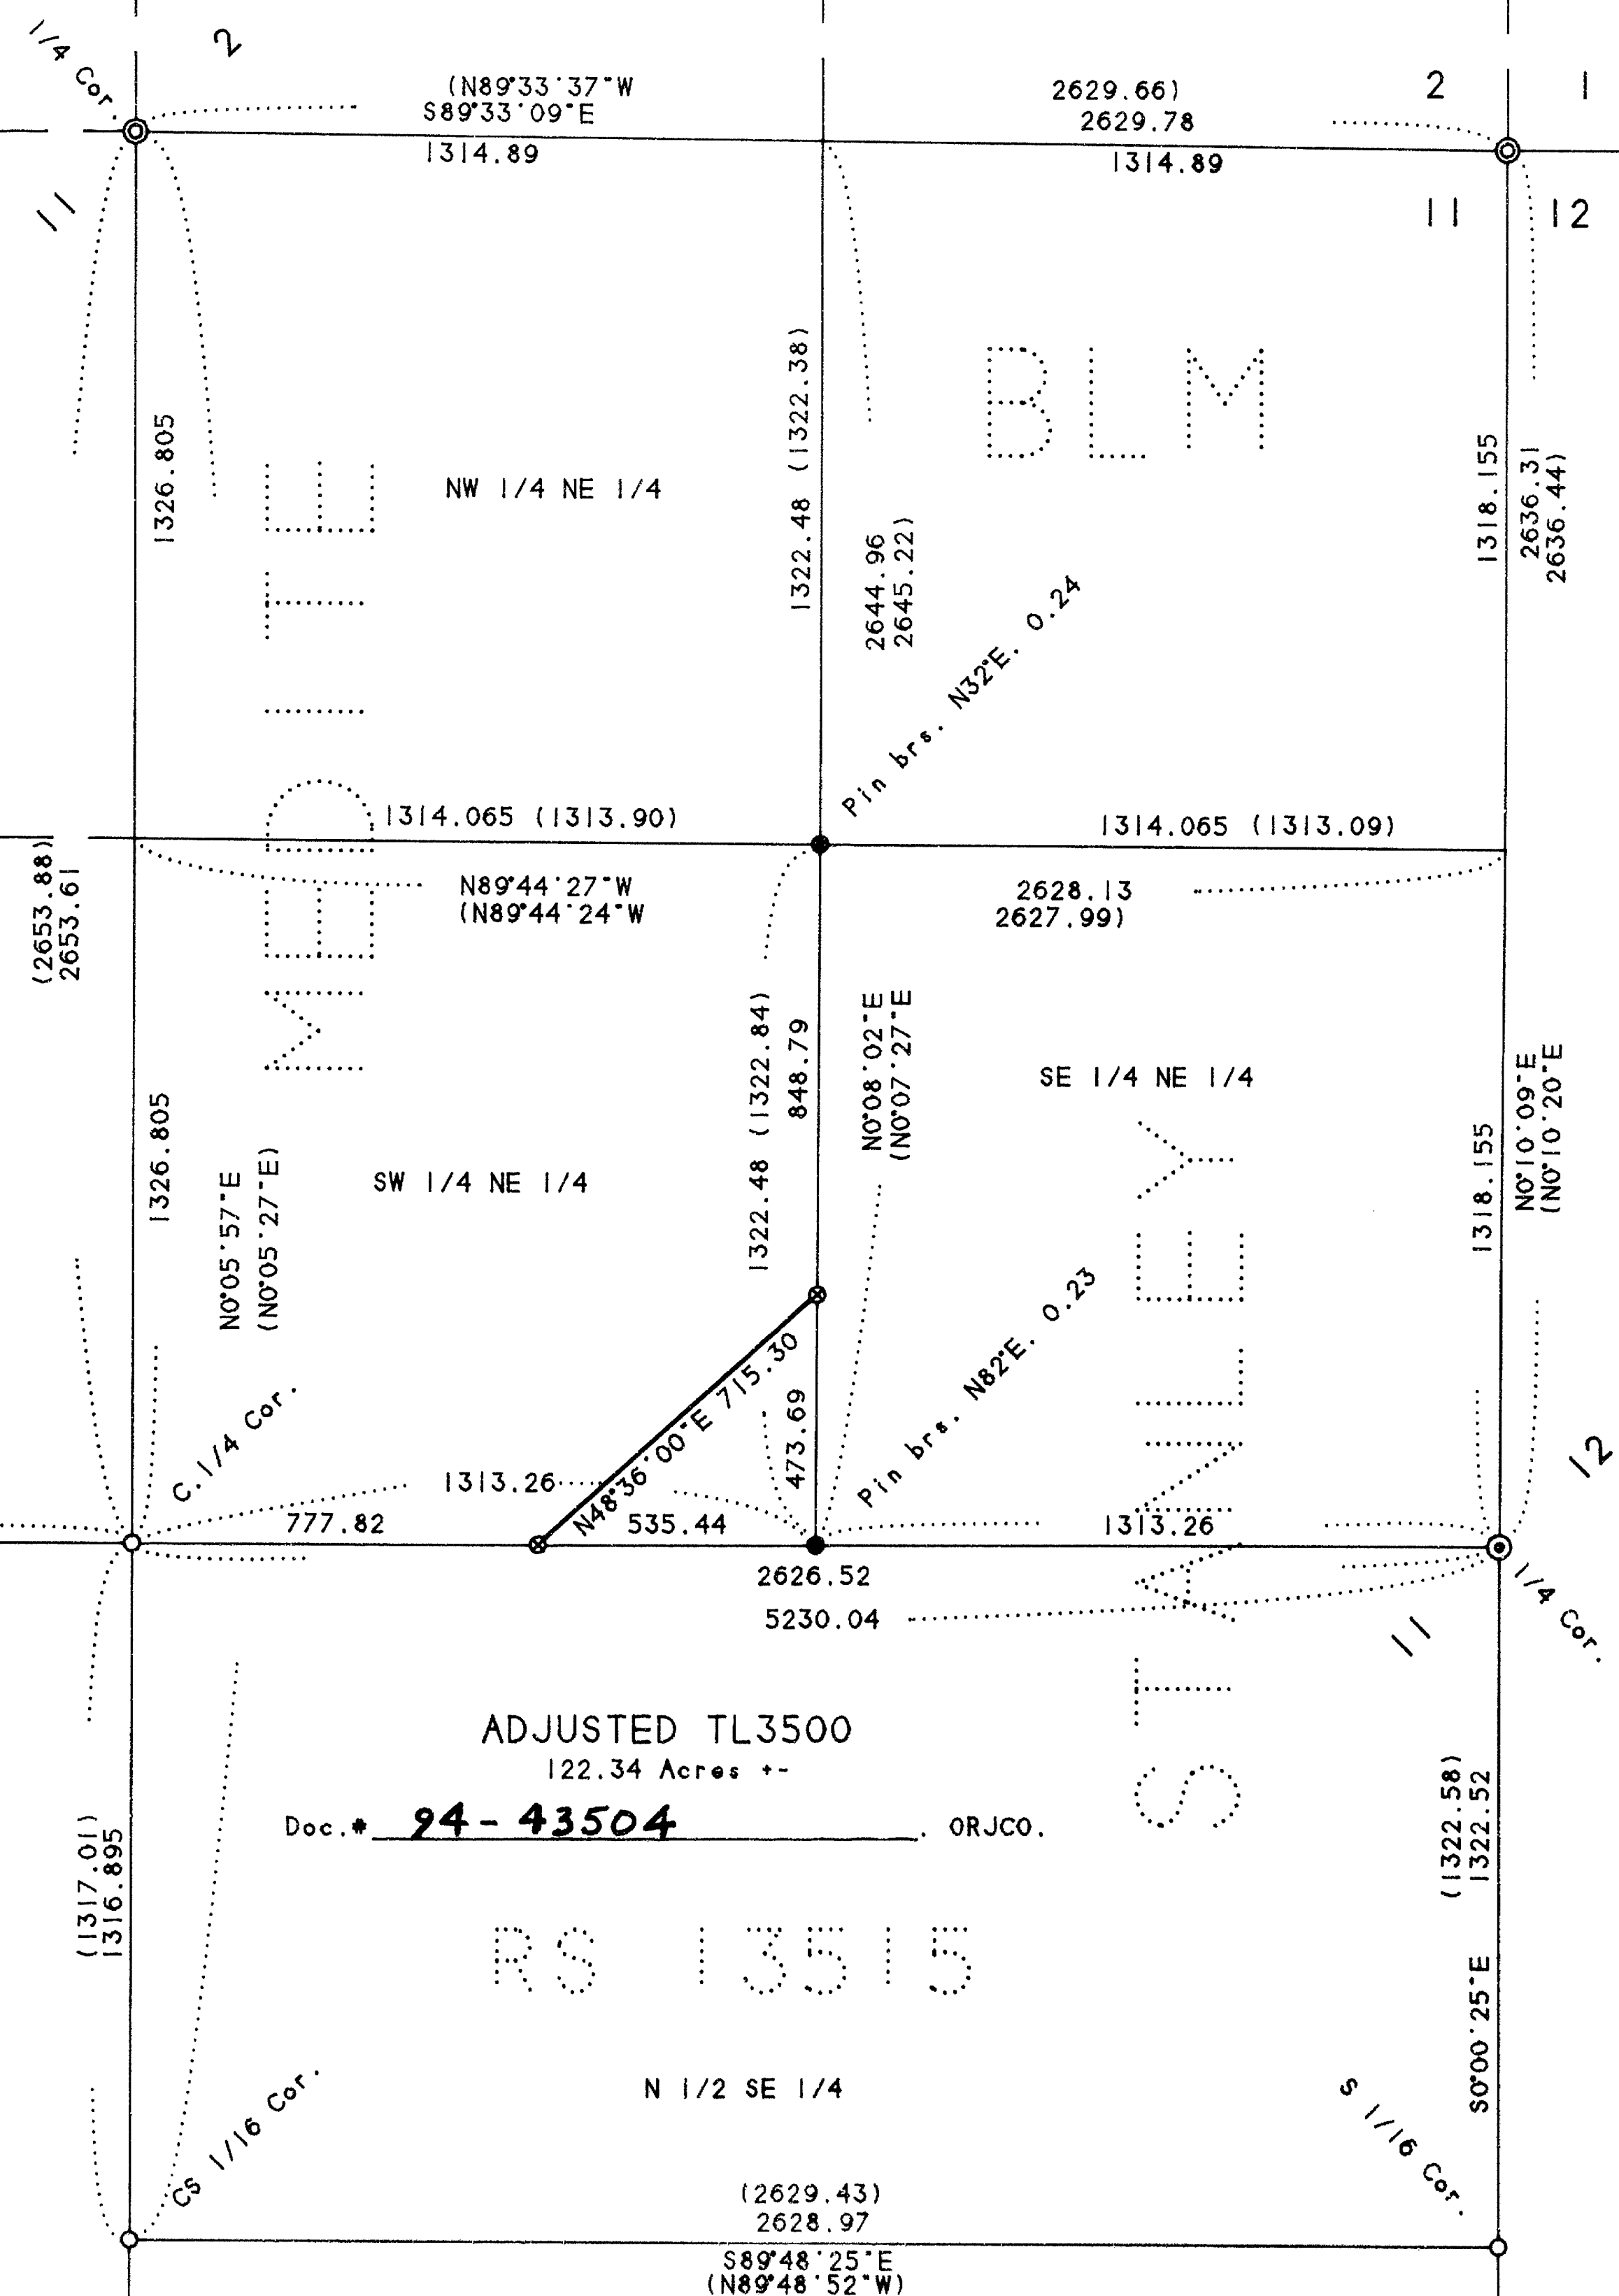 1/4 Cor.
2
(N89°33'37"W
S89°33'09"E
1314.89
2629.66)
2629.78
1314.89
2
1
11
11
12
1326.805
NW 1/4 NE 1/4
1322.48 (1322.38)
2644.96
2645.22)
BLM
1318.155
2636.31
2636.44)
Pin brs. N32°E. 0.24
MEDITE
1314.065 (1313.90)
1314.065 (1313.09)
N89°44'27"W
(N89°44'24"W
2628.13
2627.99)
(2653.88)
2653.61
1326.805
N0°05'57"E
(N0°05'27"E)
SW 1/4 NE 1/4
1322.48 (1322.84)
848.79
N0°08'02"E
(N0°07'27"E
SE 1/4 NE 1/4
1318.155
N0°10'09"E
(N0°10'20"E
STANLEY
C.1/4 Cor.
N48°36'00"E 715.30
473.69
Pin brs. N82°E. 0.23
12
1313.26
777.82
535.44
1313.26
2626.52
5230.04
1/4 Cor.
11
ADJUSTED TL3500
122.34 Acres +-
Doc.# 94-43504 . ORJCO.
(1317.01)
1316.895
(1322.58)
1322.52
RS 13515
S0°00'25"E
N 1/2 SE 1/4
CS 1/16 Cor.
S 1/16 Cor.
(2629.43)
2628.97
S89°48'25"E
(N89°48'52"W)